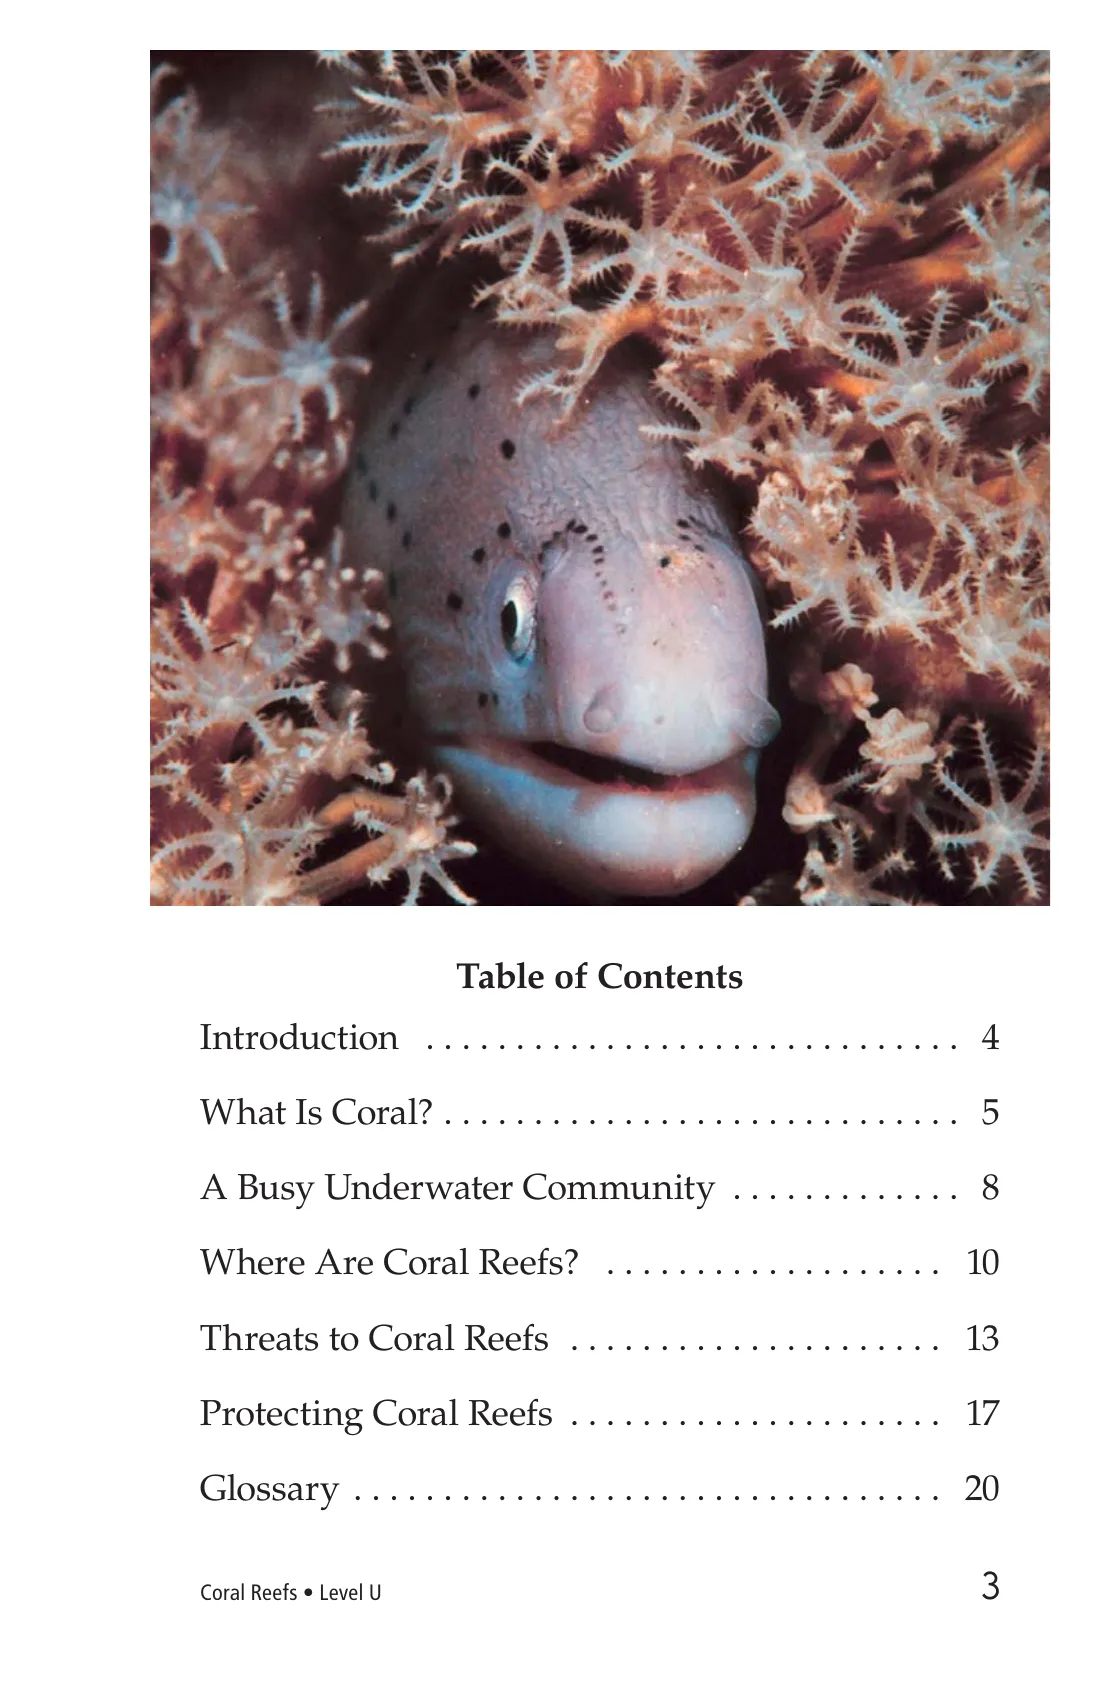 Table of Contents
Introduction . . . . . . . . . . . . . . . . . . . . . . . . . . . . . . 4
What Is Coral? . . . . . . . . . . . . . . . . . . . . . . . . . . . . . 5
A Busy Underwater Community . . . . . . . . . . . . . 8
Where Are Coral Reefs? . . . . . . . . . . . . . . . . . . . 10
Threats to Coral Reefs . . . . . . . . . . . . . . . . . . . . . 13
Protecting Coral Reefs . . . . . . . . . . . . . . . . . . . . . 17
Glossary . . . . . . . . . . . . . . . . . . . . . . . . . . . . . . . . . 20
Coral Reefs • Level U 3